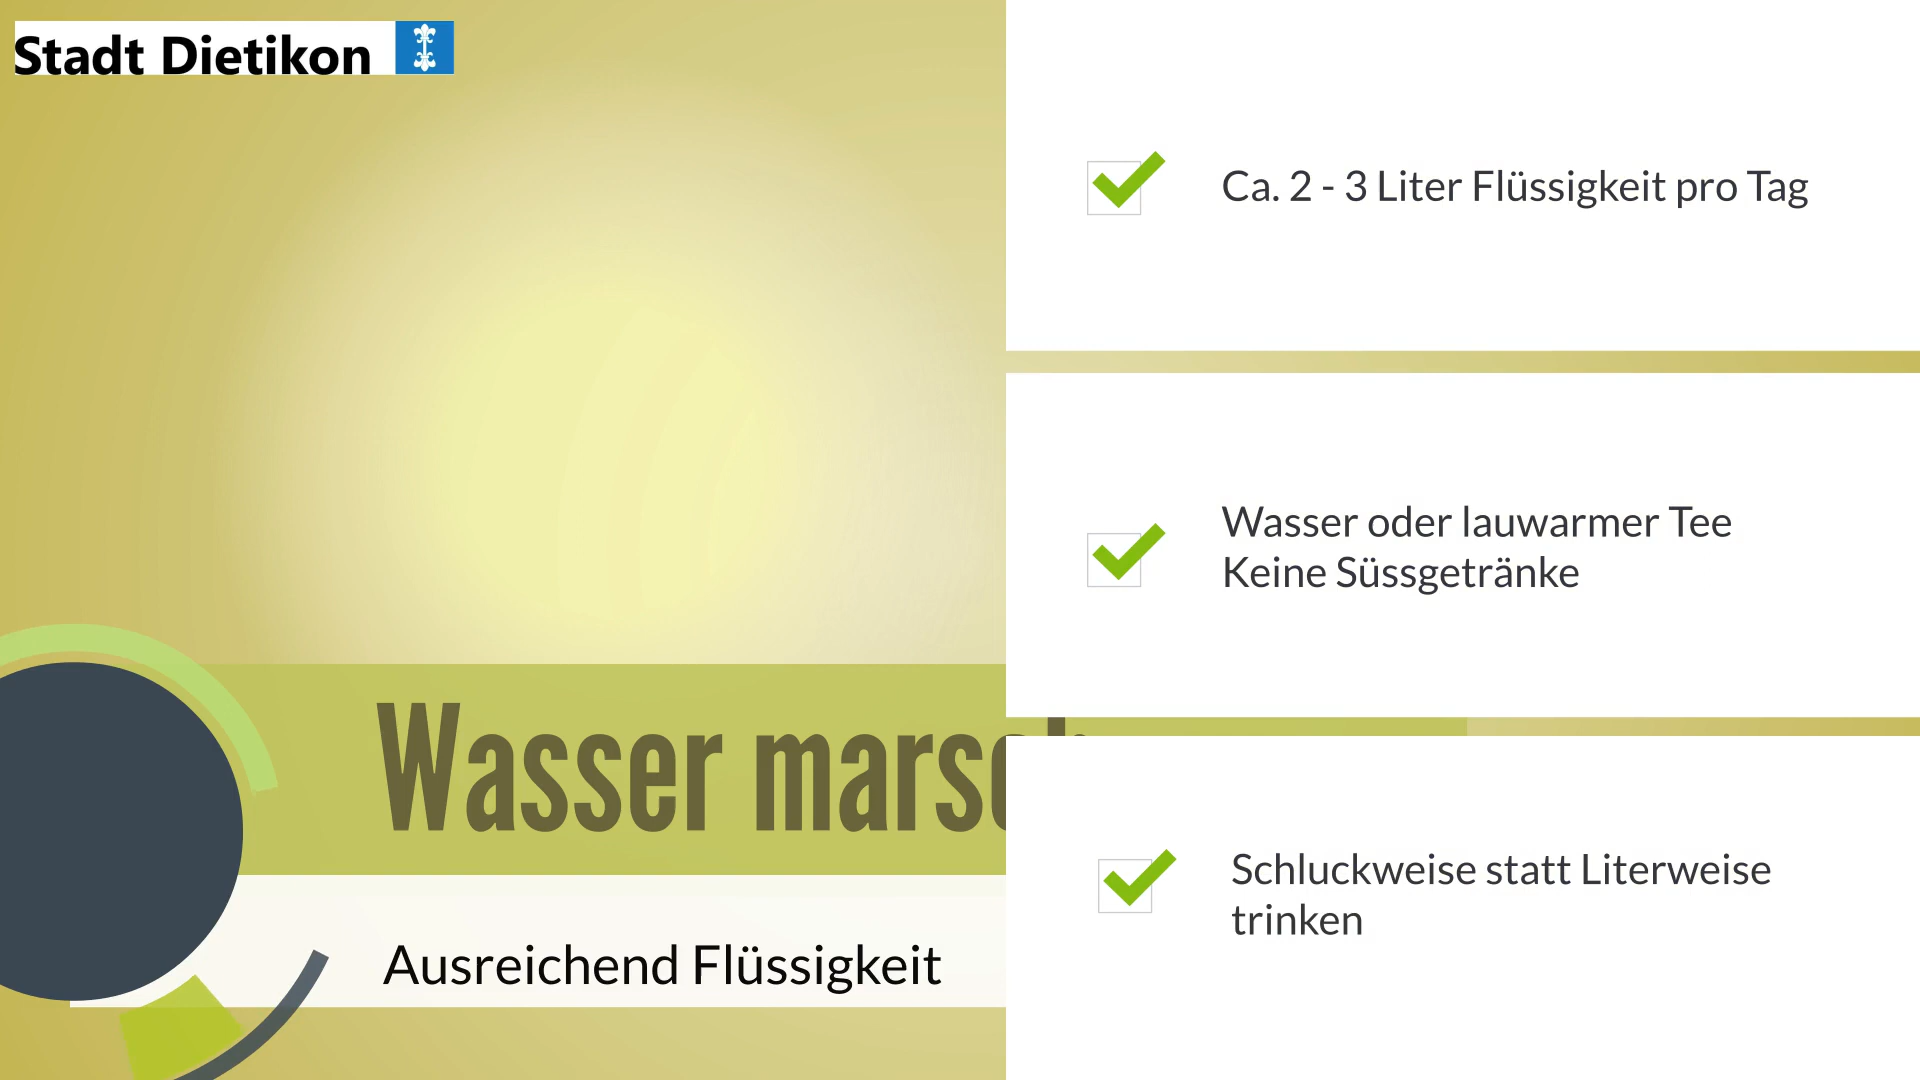 Stadt Dietikon
Wasser
Ausreichend Flüssigkeit
Ca. 2 - 3 Liter Flüssigkeit pro Tag
Wasser oder lauwarmer Tee
Keine Süssgetränke
Schluckweise statt Literweise
trinken